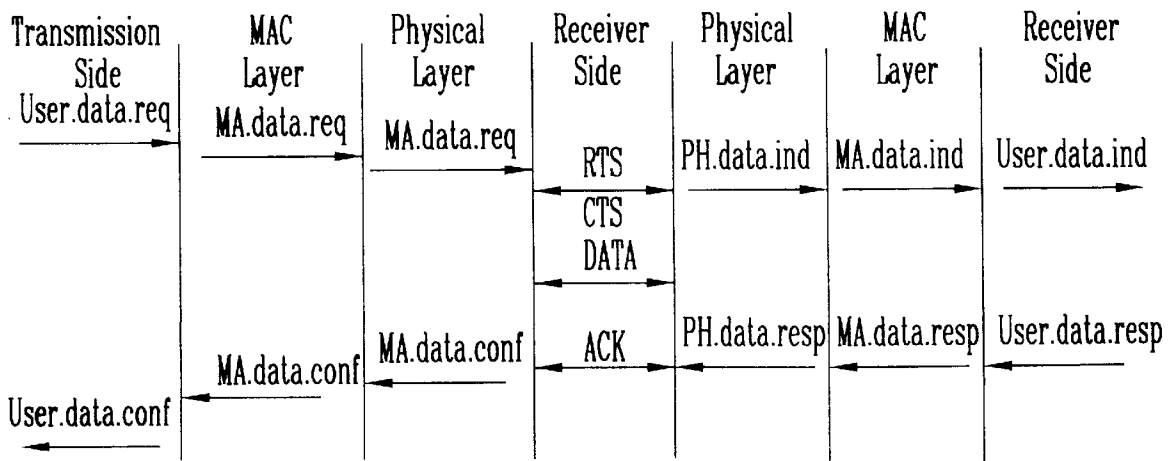 Transmission Side
MAC Layer
Physical Layer
Receiver Side
Physical Layer
MAC Layer
Receiver Side
User.data.req
MA.data.req
MA.data.req
RTS
PH.data.ind
MA.data.ind
User.data.ind
CTS
DATA
User.data.conf
MA.data.conf
MA.data.conf
ACK
PH.data.resp
MA.data.resp
User.data.resp